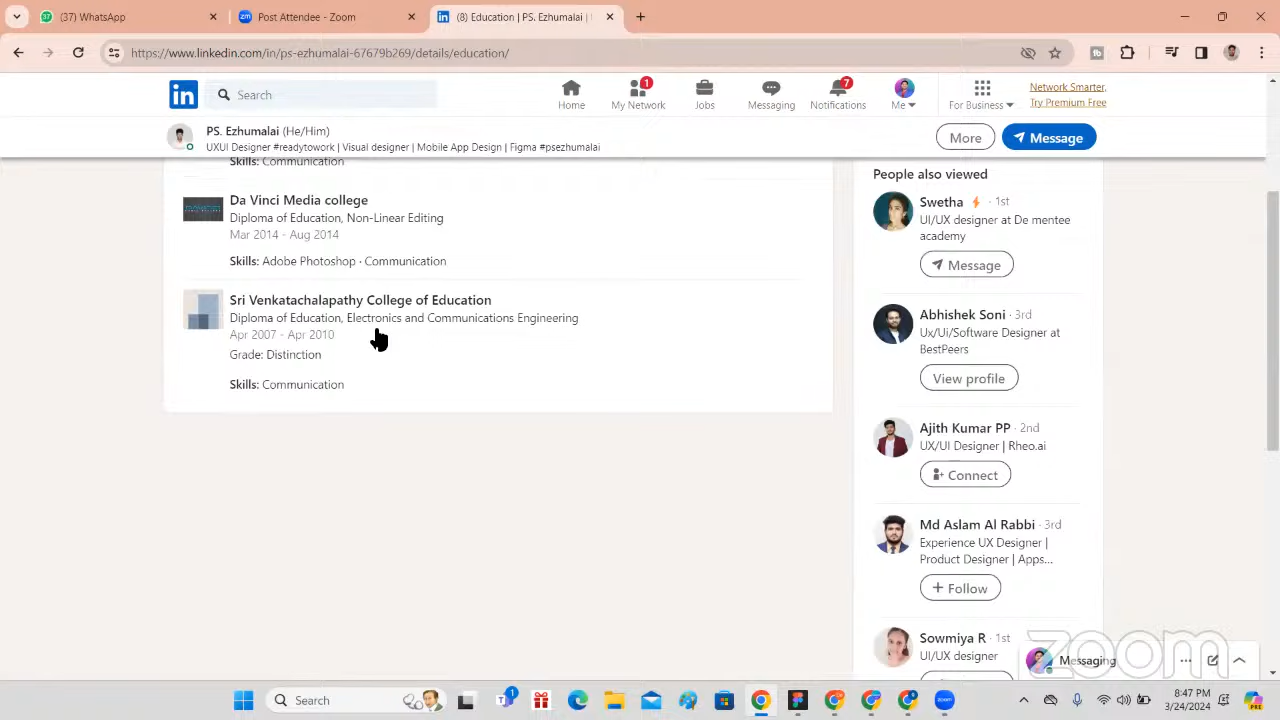 (37) WhatsApp
zm
Post Attendee - Zoom
in
(8) Education | PS. Ezhumalai |
https://www.linkedin.com/in/ps-ezhumalai-67679b269/details/education/
in
Search
Home
1
My Network
Jobs
Messaging
7
Notifications
Me
For Business
Network Smarter,
Try Premium Free
PS. Ezhumalai (He/Him)
UXUI Designer #readytowork | Video Designer | Mobile App Design | Figma #psezhumalai
More
Message
Skills: Communication
Da Vinci Media college
Diploma of Education, Non-Linear Editing
Mar 2014 - Aug 2014
Skills: Adobe Photoshop · Communication
Sri Venkatachalapathy College of Education
Diploma of Education, Electronics and Communications Engineering
Apr 2007 - Apr 2010
Grade: Distinction
Skills: Communication
People also viewed
Swetha · 1st
UI/UX designer at De mentee
academy
Message
Abhishek Soni · 3rd
Ux/Ui/Software Designer at
BestPeers
View profile
Ajith Kumar PP · 2nd
UX/UI Designer | Rheo.ai
Connect
Md Aslam Al Rabbi · 3rd
Experience UX Designer |
Product Designer | Apps...
Follow
Sowmiya R · 1st
UI/UX designer
Messaging
zoom
Search
1
8:47 PM
3/24/2024